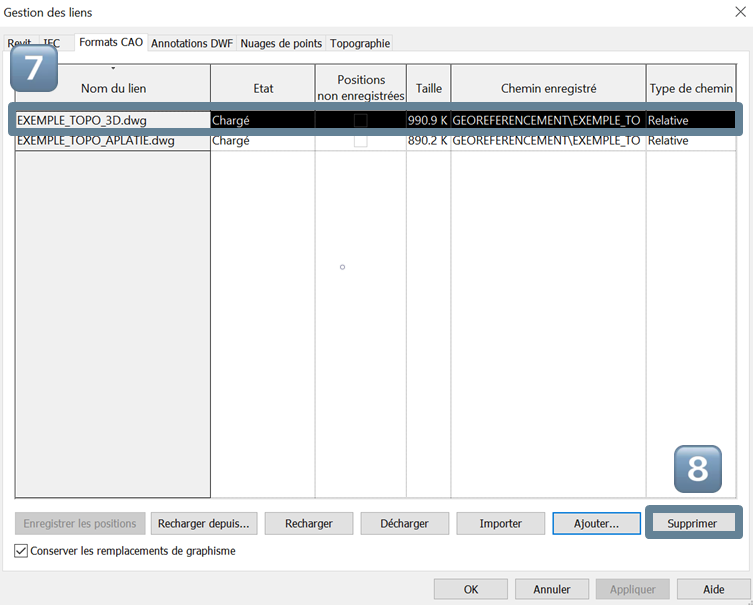 Gestion des liens
Revit IFC Formats CAO Annotations DWF Nuages de points Topographie
7
Nom du lien Etat Positions non enregistrées Taille Chemin enregistré Type de chemin
EXEMPLE_TOPO_3D.dwg Chargé 990.9 K GEOREFERENCEMENT\EXEMPLE_TO Relative
EXEMPLE_TOPO_APLATIE.dwg Chargé 890.2 K GEOREFERENCEMENT\EXEMPLE_TO Relative
8
Enregistrer les positions Recharger depuis... Recharger Décharger Importer Ajouter... Supprimer
Conserver les remplacements de graphisme
OK Annuler Appliquer Aide